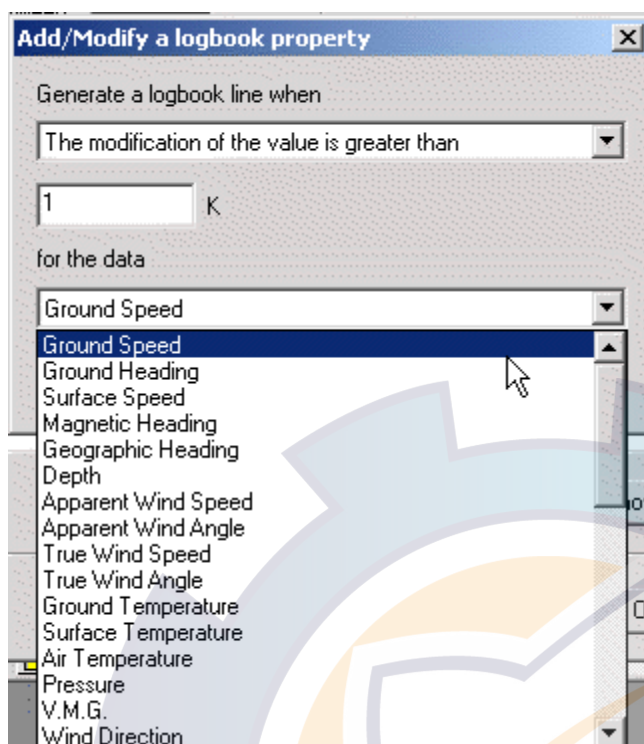 Add/Modify a logbook property
Generate a logbook line when
The modification of the value is greater than
1 K
for the data
Ground Speed
Ground Speed
Ground Heading
Surface Speed
Magnetic Heading
Geographic Heading
Depth
Apparent Wind Speed
Apparent Wind Angle
True Wind Speed
True Wind Angle
Ground Temperature
Surface Temperature
Air Temperature
Pressure
V.M.G.
Wind Direction